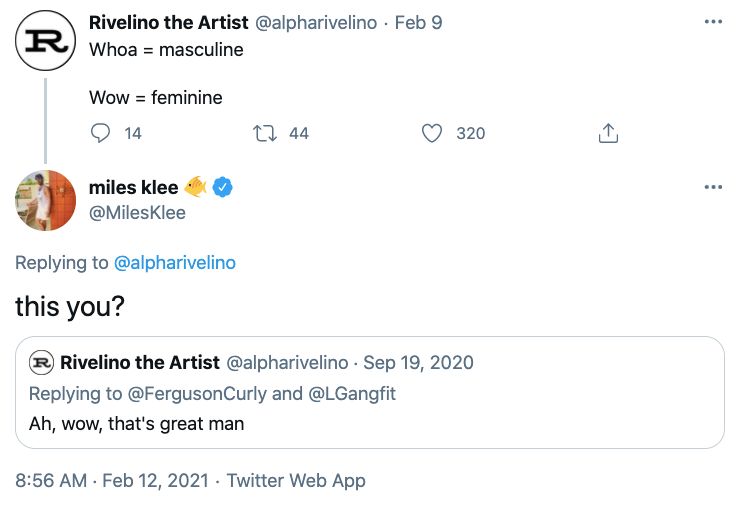 Rivelino the Artist @alpharivelino · Feb 9
Whoa = masculine
Wow = feminine
14 44 320
miles klee
@MilesKlee
Replying to @alpharivelino
this you?
R Rivelino the Artist @alpharivelino · Sep 19, 2020
Replying to @FergusonCurly and @LGangfit
Ah, wow, that's great man
8:56 AM · Feb 12, 2021 · Twitter Web App